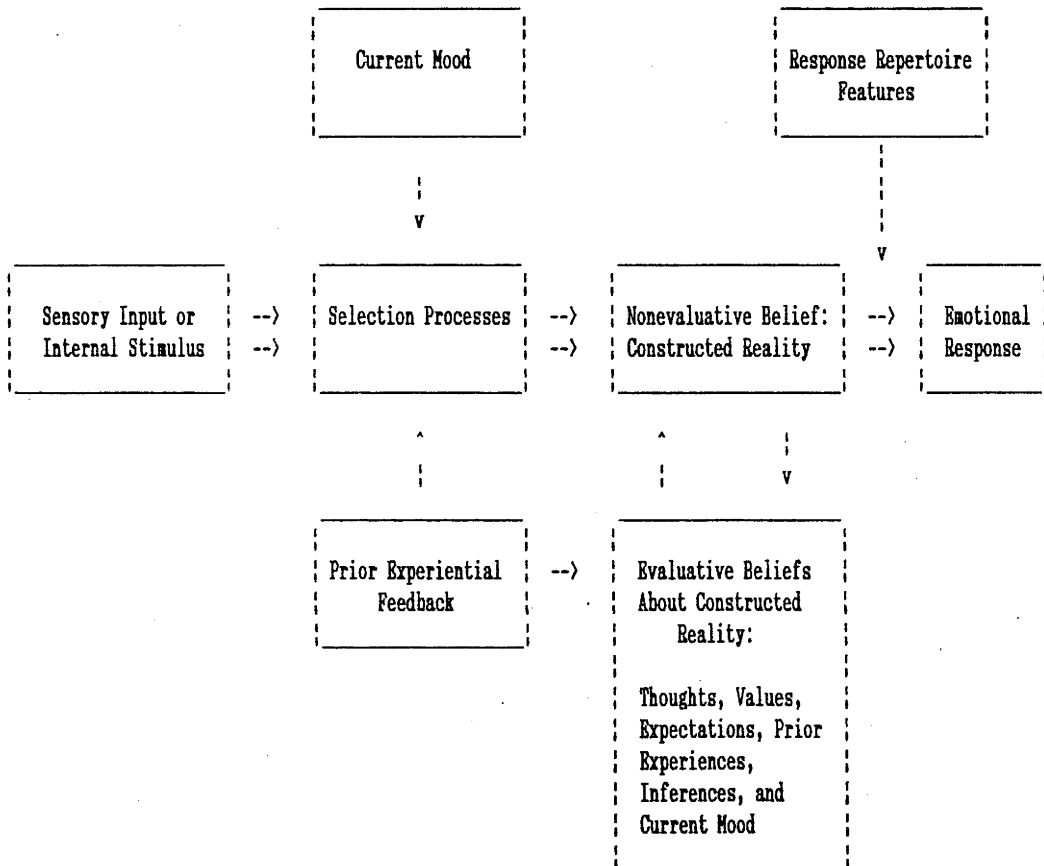 Current Mood
Response Repertoire
Features
Sensory Input or
Internal Stimulus
-->
-->
Selection Processes
-->
-->
Nonevaluative Belief:
Constructed Reality
-->
-->
Emotional
Response
Prior Experiential
Feedback
-->
Evaluative Beliefs
About Constructed
Reality:
Thoughts, Values,
Expectations, Prior
Experiences,
Inferences, and
Current Mood